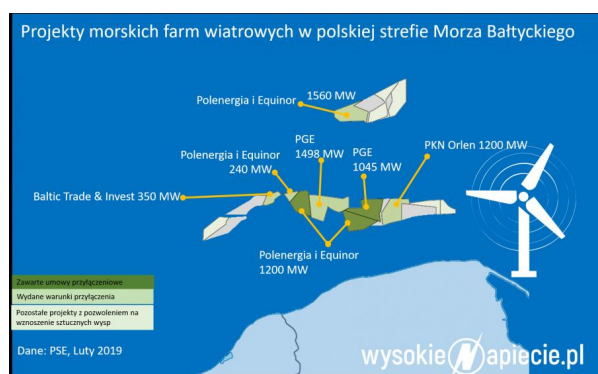 Projekty morskich farm wiatrowych w polskiej strefie Morza Bałtyckiego
Polenergia i Equinor
1560 MW
PGE
1498 MW
PGE
1045 MW
PKN Orlen 1200 MW
Polenergia i Equinor
240 MW
Baltic Trade & Invest 350 MW
Polenergia i Equinor
1200 MW
Zawarte umowy przyłączeniowe
Wydane warunki przyłączenia
Pozostałe projekty z pozwoleniem na
wznoszenie sztucznych wysp
Dane: PSE, Luty 2019
wysokieNapiecie.pl